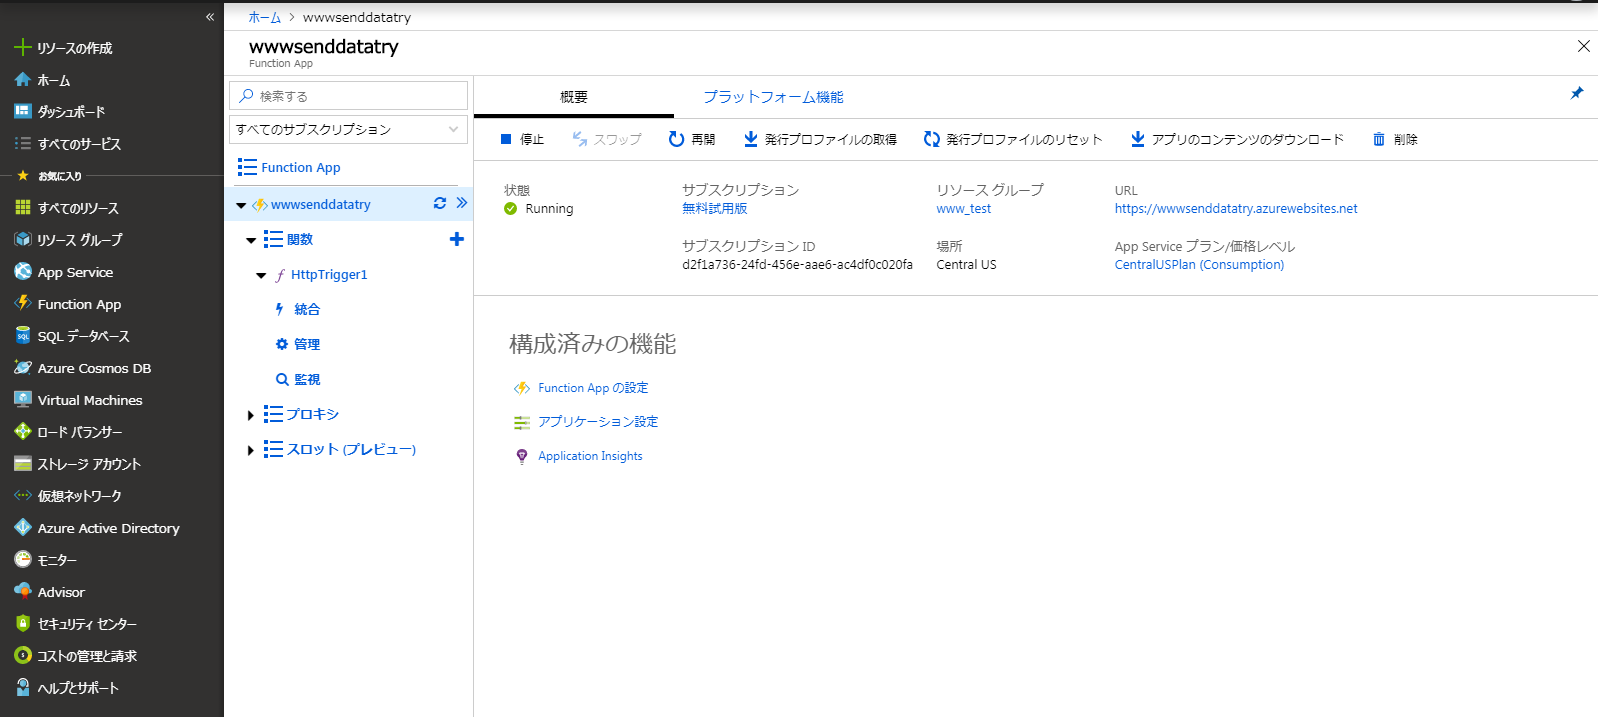 «
ホーム > wwwsenddatatry
wwwsenddatatry
Function App
リソースの作成
ホーム
ダッシュボード
すべてのサービス
お気に入り
すべてのリソース
リソース グループ
App Service
Function App
SQL データベース
Azure Cosmos DB
Virtual Machines
ロード バランサー
ストレージ アカウント
仮想ネットワーク
Azure Active Directory
モニター
Advisor
セキュリティ センター
コストの管理と請求
ヘルプとサポート
検索する
すべてのサブスクリプション
Function App
wwwsenddatatry
関数
HttpTrigger1
統合
管理
監視
プロキシ
スロット (プレビュー)
概要 プラットフォーム機能
停止 スワップ 再開 発行プロファイルの取得 発行プロファイルのリセット アプリのコンテンツのダウンロード 削除
状態 サブスクリプション リソース グループ URL
Running 無料試用版 www_test https://wwwsenddatatry.azurewebsites.net
サブスクリプション ID 場所 App Service プラン/価格レベル
d2f1a736-24fd-456e-aae6-ac4df0c020fa Central US CentralUSPlan (Consumption)
構成済みの機能
Function App の設定
アプリケーション設定
Application Insights